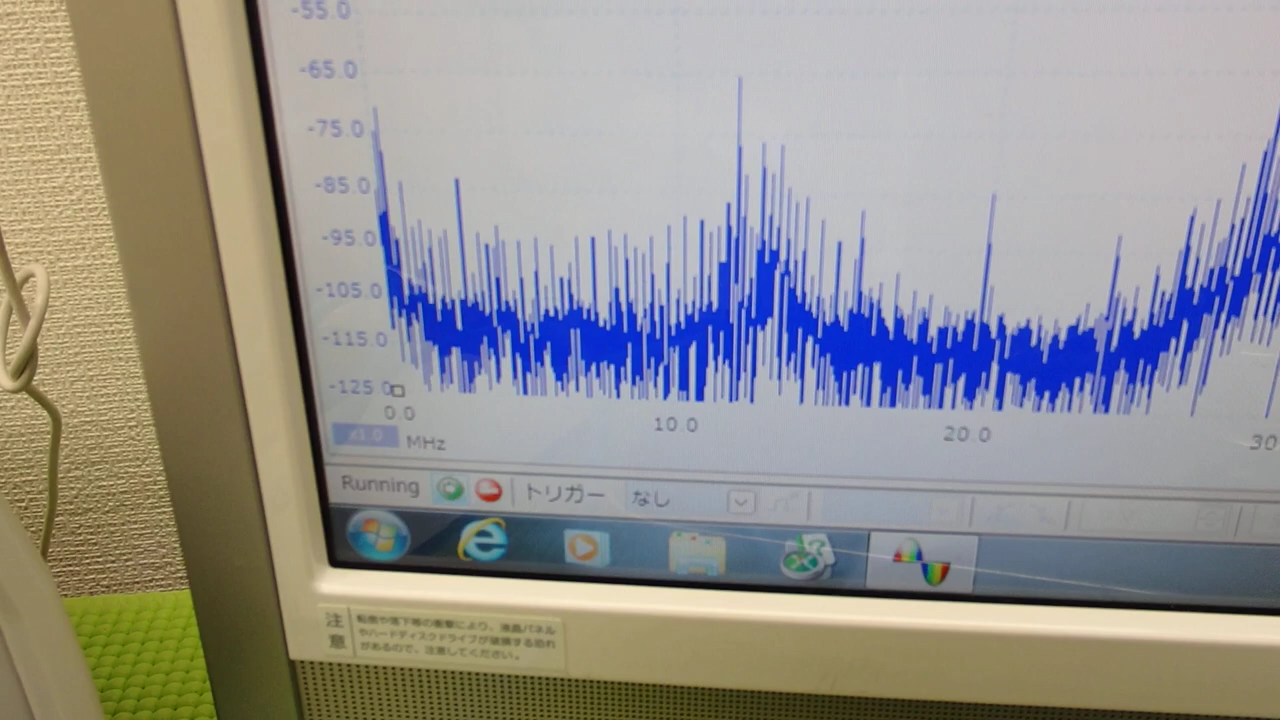 -55.0
-65.0
-75.0
-85.0
-95.0
-105.0
-115.0
-125.0
0.0
10.0
20.0
30
x1.0
MHz
Running
トリガー
なし
注意
転倒や落下等の衝撃により、液晶パネル
やハードディスクドライブが破損する恐れ
があるので、注意してください。